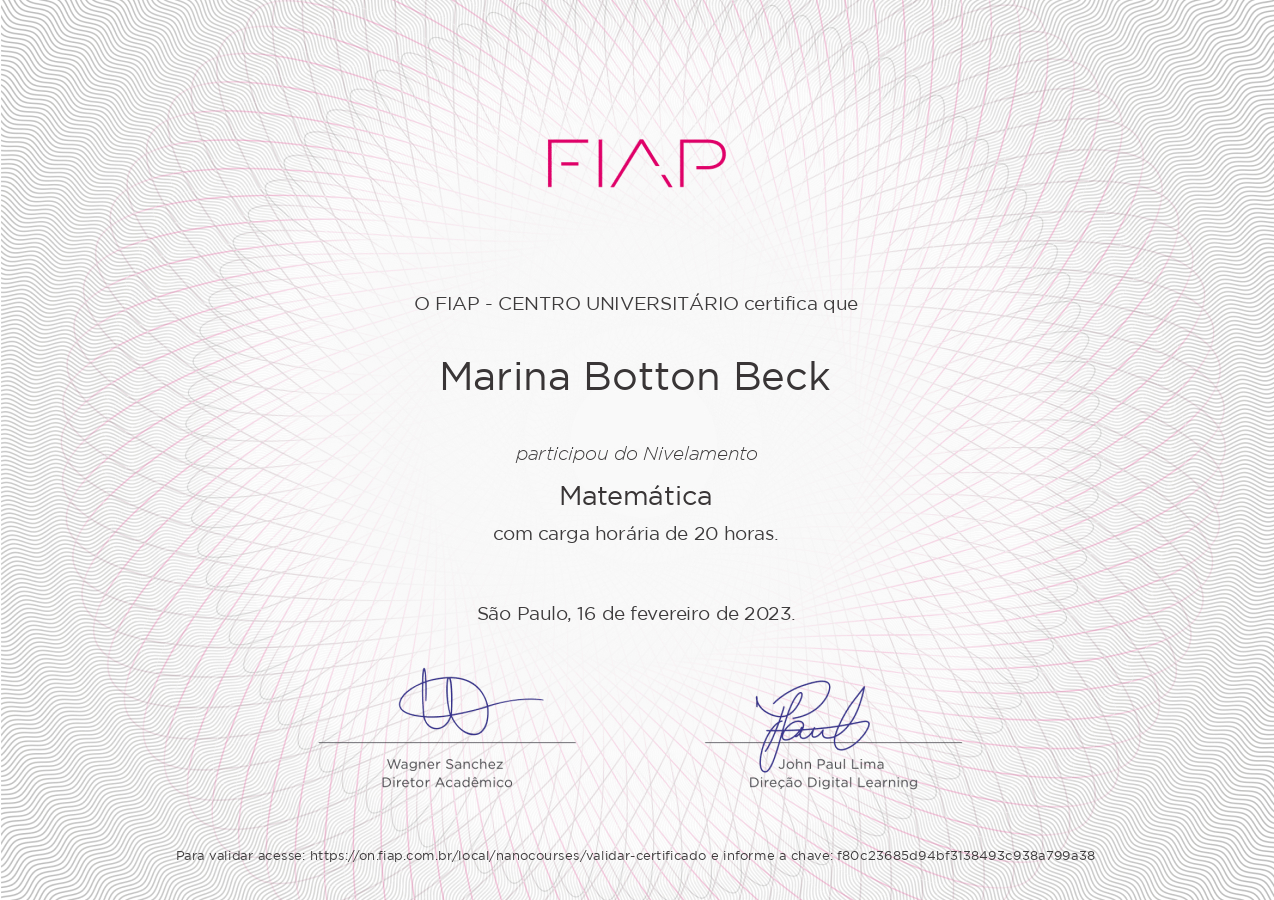 FIAP
O FIAP - CENTRO UNIVERSITÁRIO certifica que
Marina Botton Beck
participou do Nivelamento
Matemática
com carga horária de 20 horas.
São Paulo, 16 de fevereiro de 2023.
Wagner Sanchez
Diretor Acadêmico
John Paul Lima
Direção Digital Learning
Para validar acesse: https://on.fiap.com.br/local/nanocourses/validar-certificado e informe a chave: f80c23685d94bf3138493c938a799a38